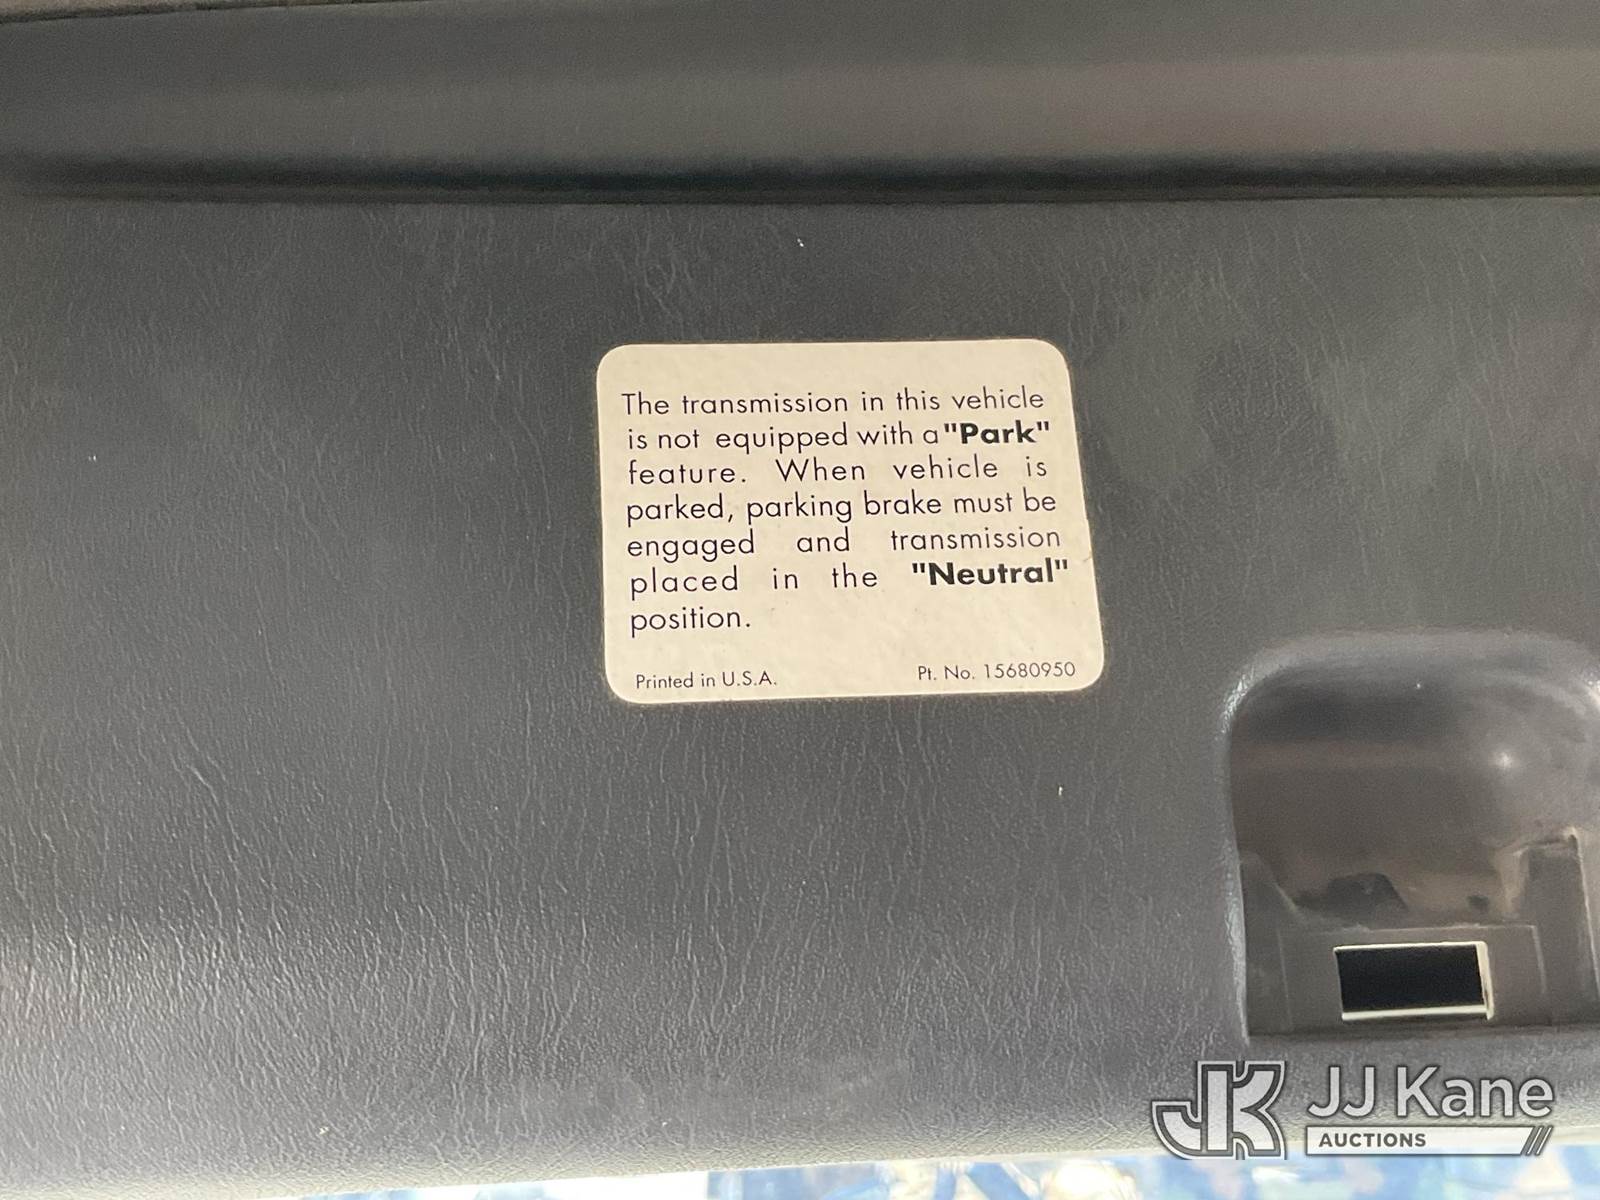 The transmission in this vehicle
is not equipped with a "Park"
feature. When vehicle is
parked, parking brake must be
engaged and transmission
placed in the "Neutral"
position.
Printed in U.S.A. Pt. No. 15680950
JK JJ Kane
AUCTIONS